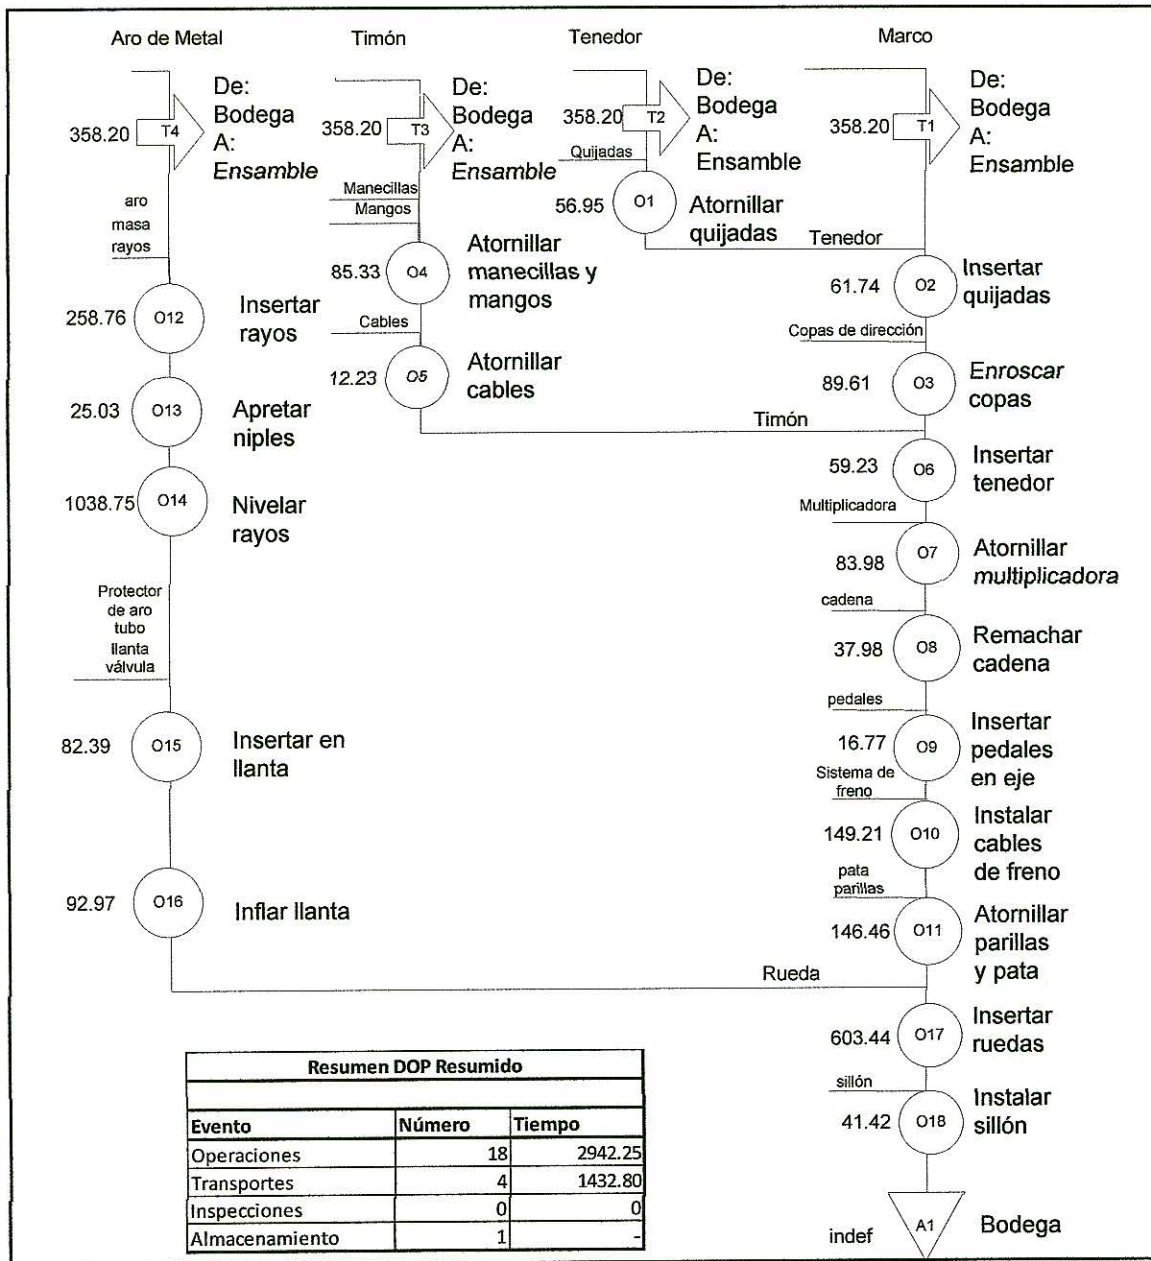 Aro de Metal
Timón
Tenedor
Marco
358.20
T4
De:
Bodega
A:
Ensamble
358.20
T3
De:
Bodega
A:
Ensamble
358.20
T2
De:
Bodega
A:
Ensamble
358.20
T1
De:
Bodega
A:
Ensamble
aro
masa
rayos
258.76
O12
Insertar
rayos
25.03
O13
Apretar
niples
1038.75
O14
Nivelar
rayos
Protector
de aro
tubo
llanta
válvula
82.39
O15
Insertar en
llanta
92.97
O16
Inflar llanta
Manecillas
Mangos
85.33
O4
Atornillar
manecillas y
mangos
Cables
12.23
O5
Atornillar
cables
Quijadas
56.95
O1
Atornillar
quijadas
Tenedor
61.74
O2
Insertar
quijadas
Copas de dirección
89.61
O3
Enroscar
copas
Timón
59.23
O6
Insertar
tenedor
Multiplicadora
83.98
O7
Atornillar
multiplicadora
cadena
37.98
O8
Remachar
cadena
pedales
16.77
O9
Insertar
pedales
en eje
Sistema de
freno
149.21
O10
Instalar
cables
de freno
pata
parillas
146.46
O11
Atornillar
parillas
y pata
Rueda
603.44
O17
Insertar
ruedas
sillón
41.42
O18
Instalar
sillón
indef
A1
Bodega
Resumen DOP Resumido
Evento Número Tiempo
Operaciones 18 2942.25
Transportes 4 1432.80
Inspecciones 0 0
Almacenamiento 1 -